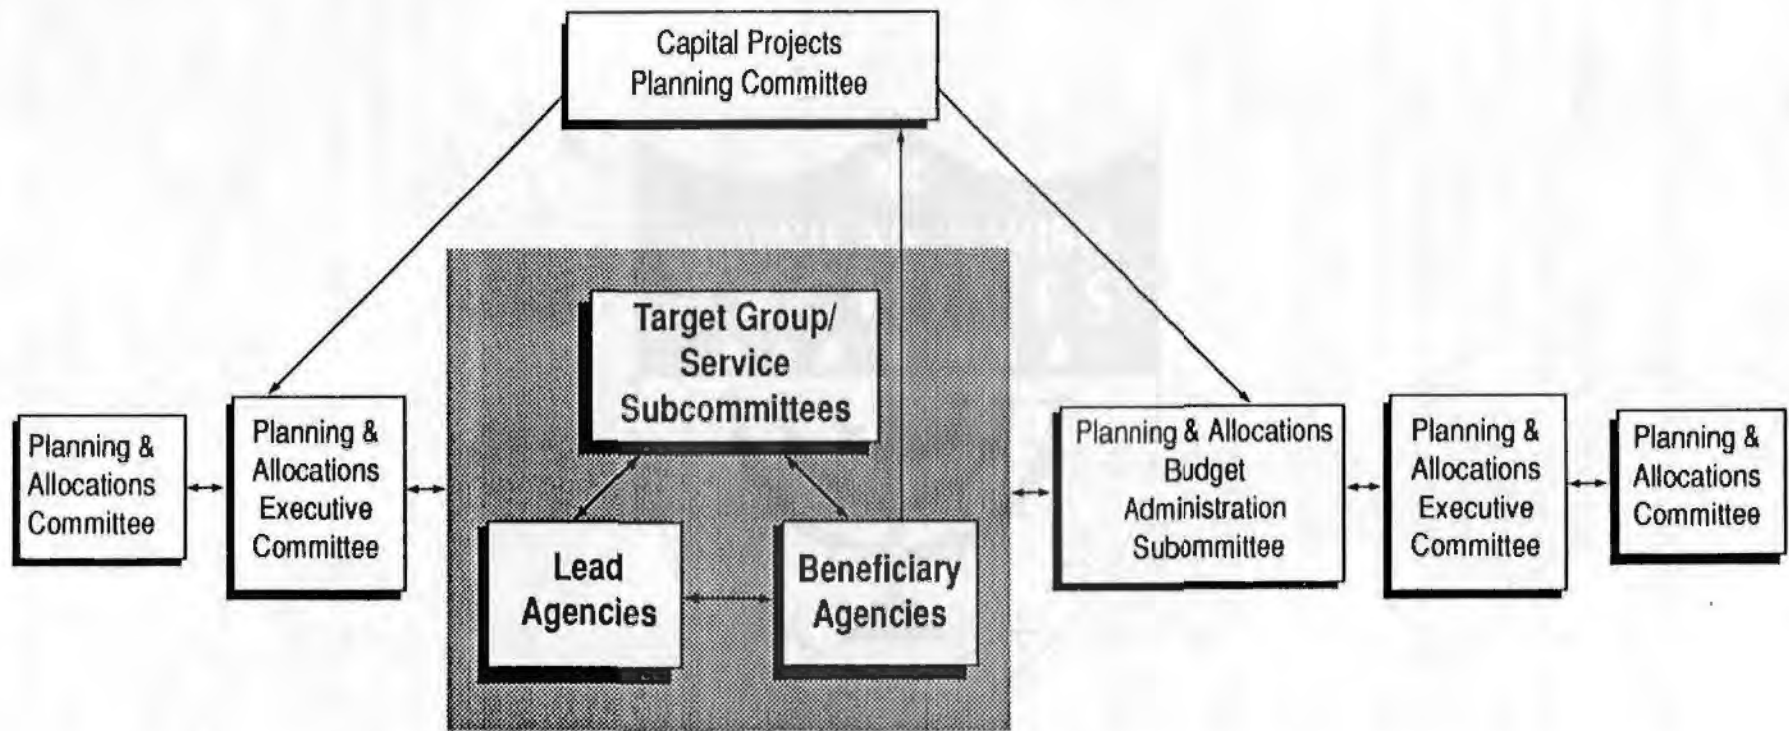 Capital Projects
Planning Committee
Target Group/
Service
Subcommittees
Planning &
Allocations
Committee
Planning &
Allocations
Executive
Committee
Lead
Agencies
Beneficiary
Agencies
Planning & Allocations
Budget
Administration
Subommittee
Planning &
Allocations
Executive
Committee
Planning &
Allocations
Committee